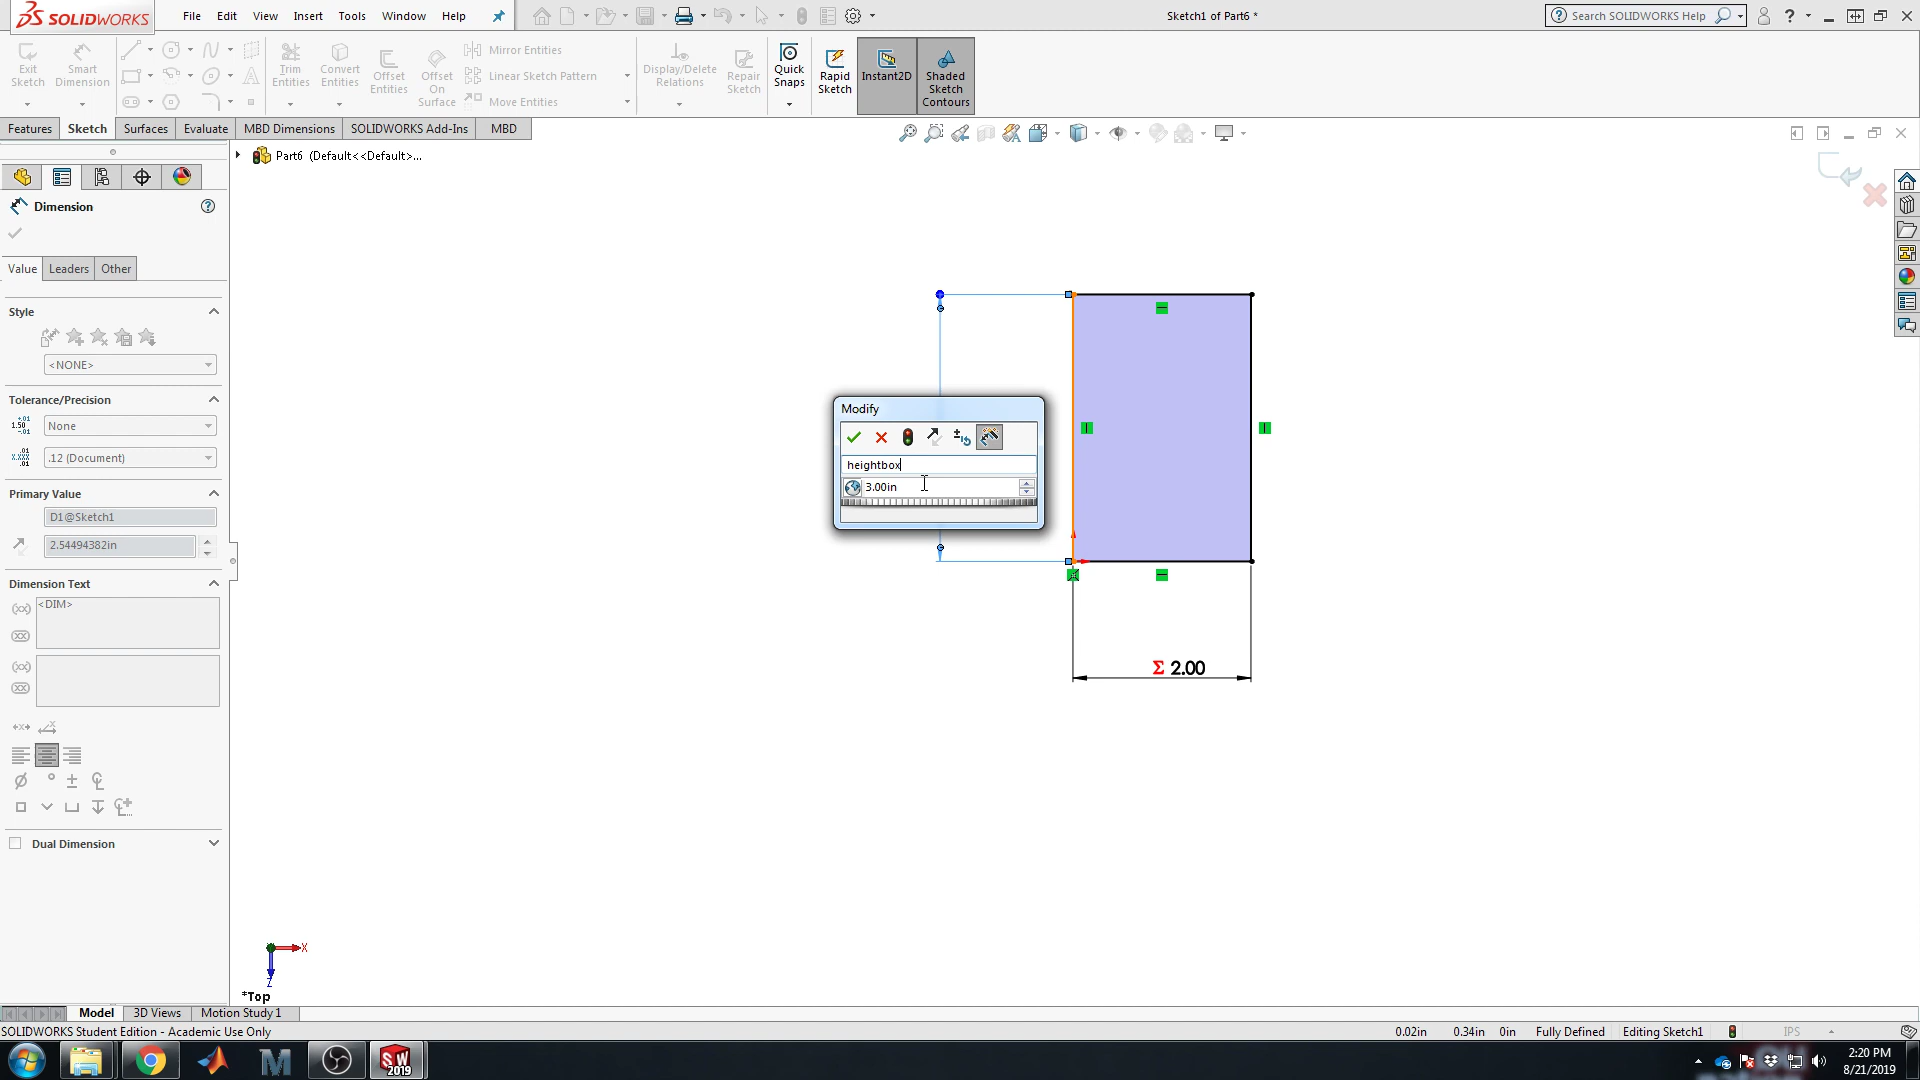 SOLIDWORKS File Edit View Insert Tools Window Help Sketch1 of Part6 * Search SOLIDWORKS Help ?
Exit Sketch
Smart Dimension
Trim Entities
Convert Entities
Offset Entities
Offset On Surface
Mirror Entities
Linear Sketch Pattern
Move Entities
Display/Delete Relations
Repair Sketch
Quick Snaps
Rapid Sketch
Instant2D
Shaded Sketch Contours
Features Sketch Surfaces Evaluate MBD Dimensions SOLIDWORKS Add-Ins MBD
Part6 (Default<<Default>...
Dimension
Value Leaders Other
Style
<NONE>
Tolerance/Precision
None
.12 (Document)
Primary Value
D1@Sketch1
2.54494382in
Dimension Text
<DIM>
Dual Dimension
Modify
heightbox
3.00in
Σ 2.00
X
Z
*Top
Model 3D Views Motion Study 1
SOLIDWORKS Student Edition - Academic Use Only 0.02in 0.34in 0in Fully Defined Editing Sketch1 IPS
SW 2019
2:20 PM
8/21/2019